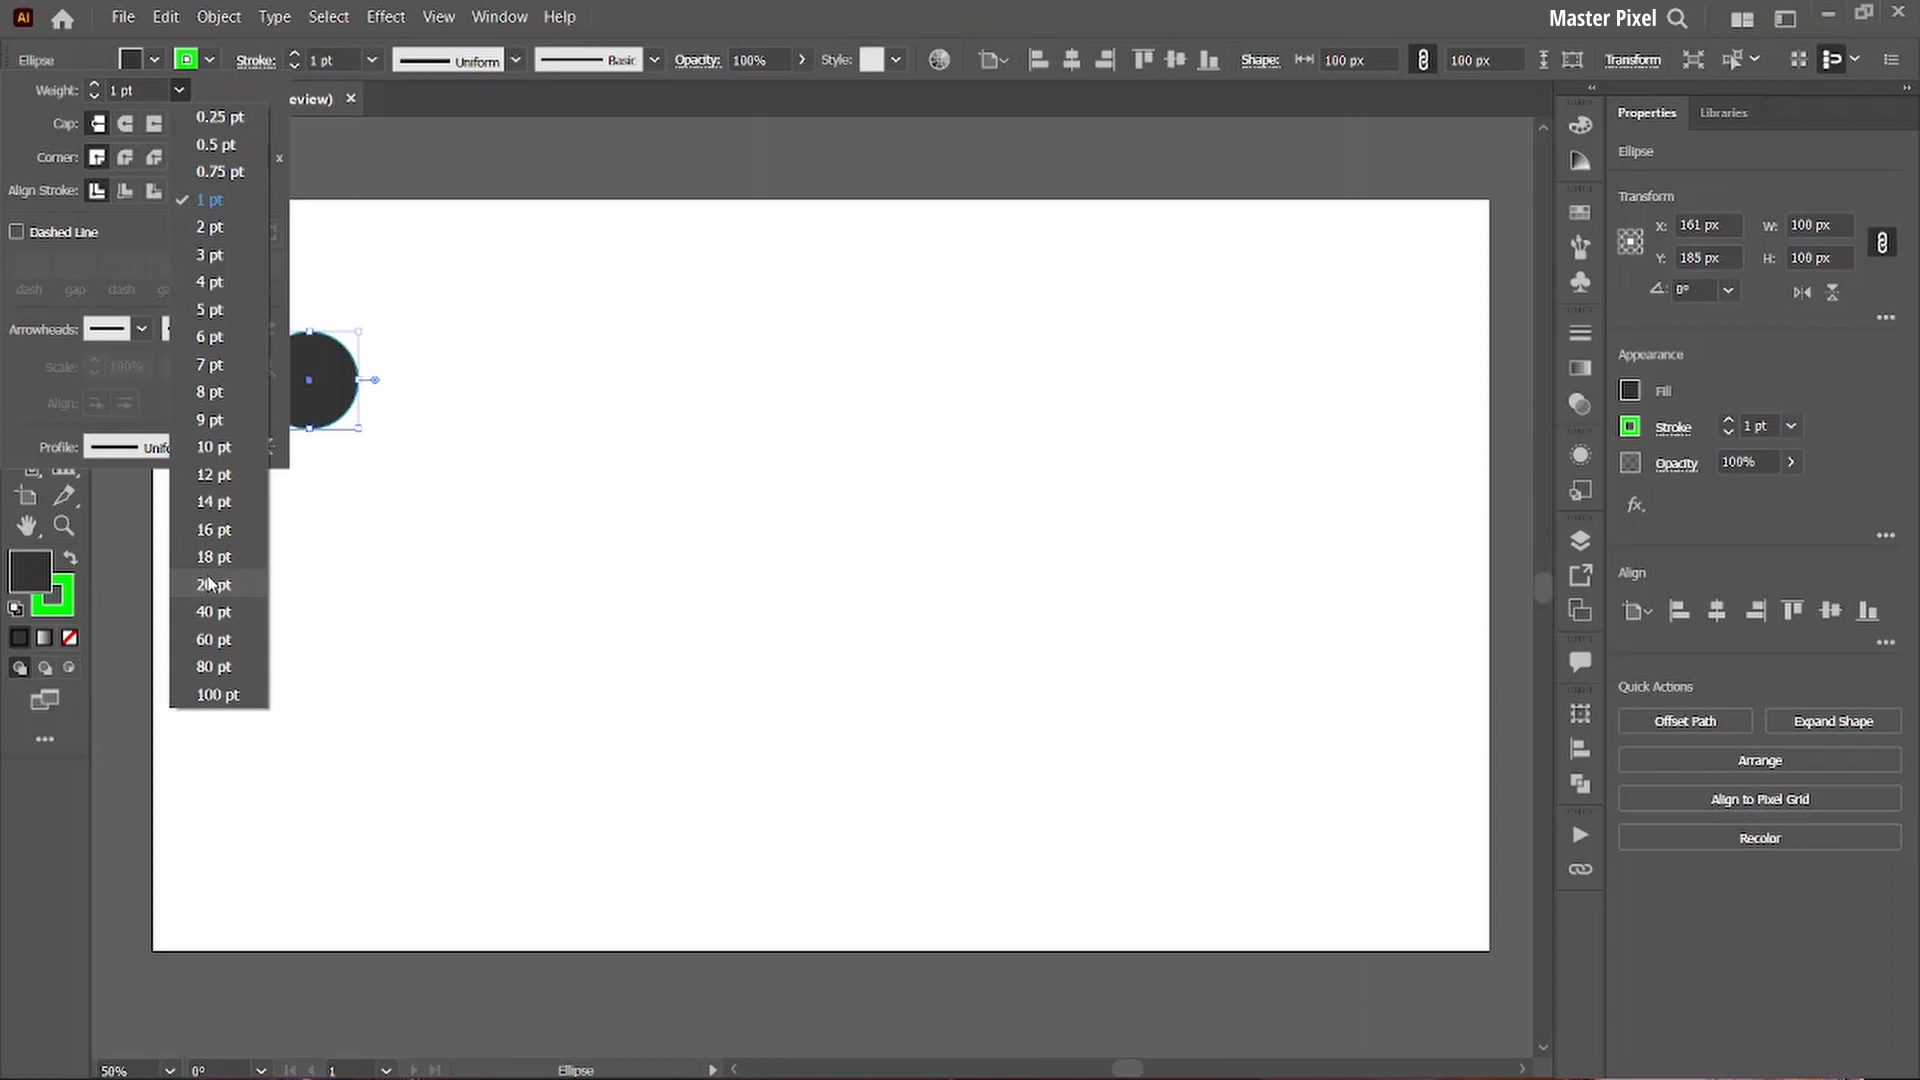 Ai File Edit Object Type Select Effect View Window Help Master Pixel
Ellipse Stroke: 1 pt Uniform Basic Opacity: 100% Style: Shape: 100 px 100 px Transform
Weight: 1 pt
Cap:
Corner:
Align Stroke:
Dashed Line
dash gap dash
Arrowheads:
Scale: 100%
Align:
Profile:
0.25 pt
0.5 pt
0.75 pt
1 pt
2 pt
3 pt
4 pt
5 pt
6 pt
7 pt
8 pt
9 pt
10 pt
12 pt
14 pt
16 pt
18 pt
20 pt
40 pt
60 pt
80 pt
100 pt
eview) ×
x
Properties Libraries
Ellipse
Transform
X: 161 px W: 100 px
Y: 185 px H: 100 px
0°
Appearance
Fill
Stroke 1 pt
Opacity 100%
fx.
Align
Quick Actions
Offset Path Expand Shape
Arrange
Align to Pixel Grid
Recolor
50% 0° 1 Ellipse